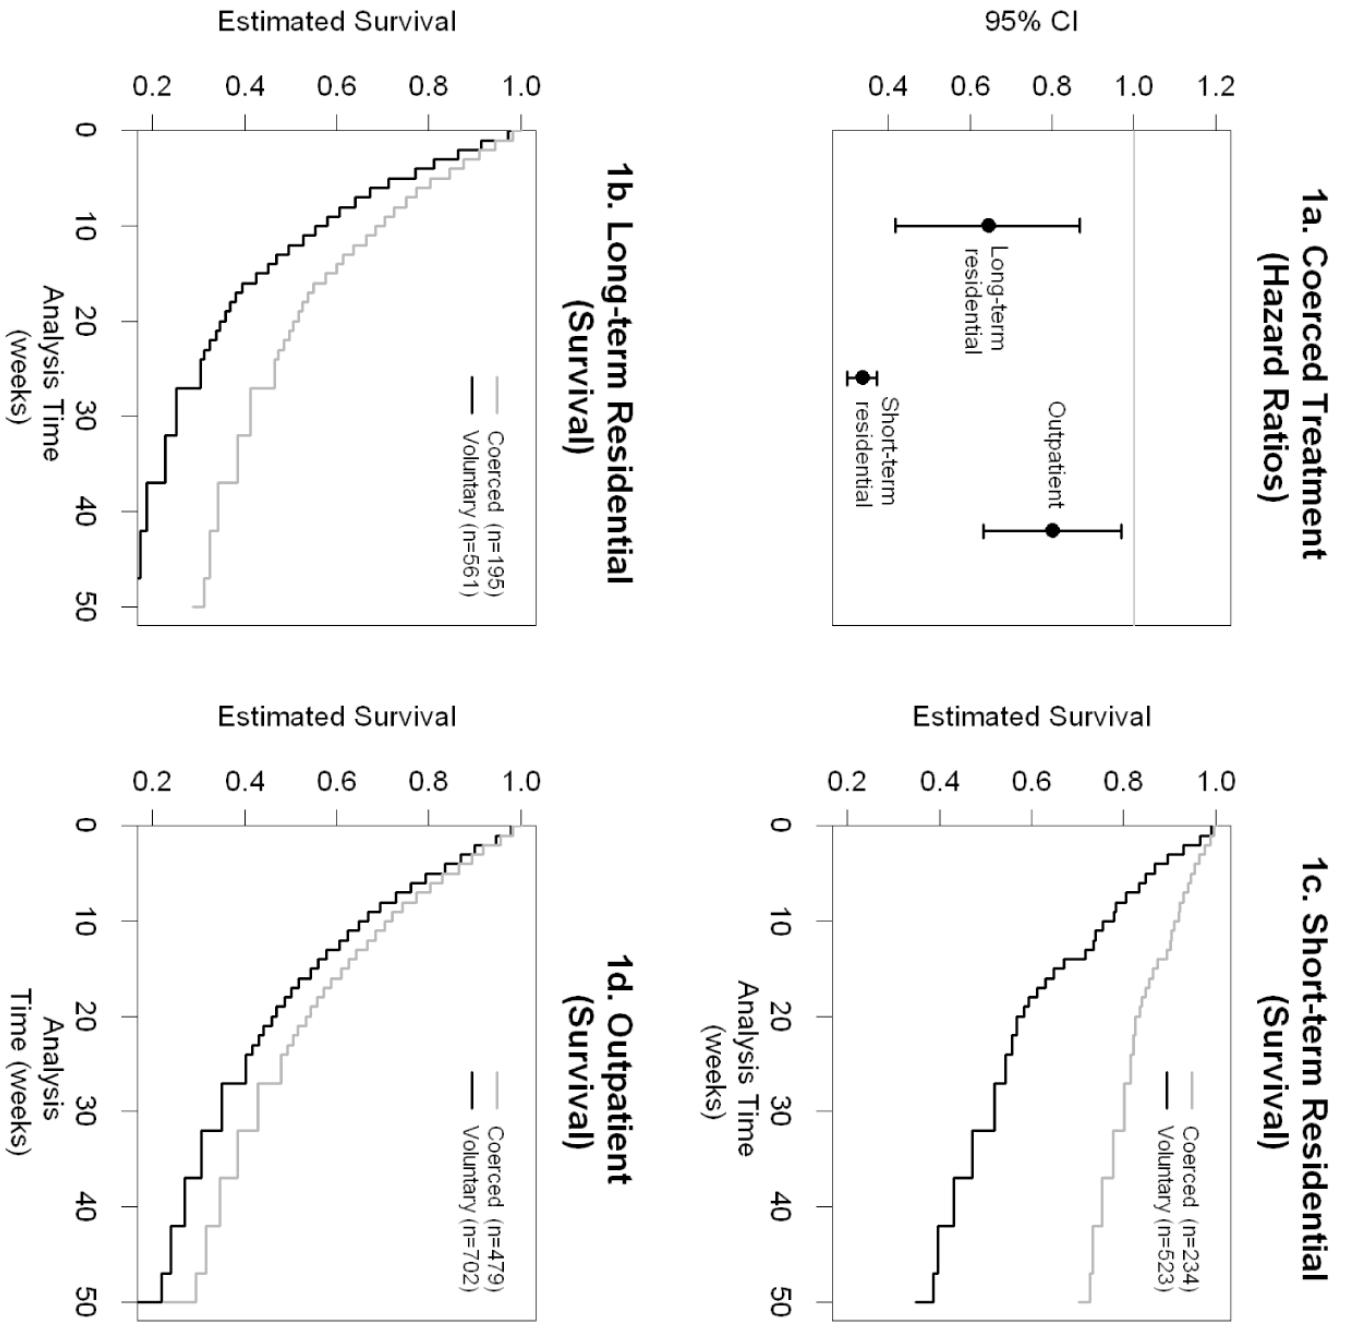 1a. Coerced Treatment
(Hazard Ratios)
95% CI
0.4 0.6 0.8 1.0 1.2
Long-term
residential
Short-term
residential
Outpatient
1b. Long-term Residential
(Survival)
Estimated Survival
0.2 0.4 0.6 0.8 1.0
0 10 20 30 40 50
Analysis Time
(weeks)
Coerced (n=195)
Voluntary (n=561)
1c. Short-term Residential
(Survival)
Estimated Survival
0.2 0.4 0.6 0.8 1.0
0 10 20 30 40 50
Analysis Time
(weeks)
Coerced (n=234)
Voluntary (n=523)
1d. Outpatient
(Survival)
Estimated Survival
0.2 0.4 0.6 0.8 1.0
0 10 20 30 40 50
Analysis
Time (weeks)
Coerced (n=479)
Voluntary (n=702)